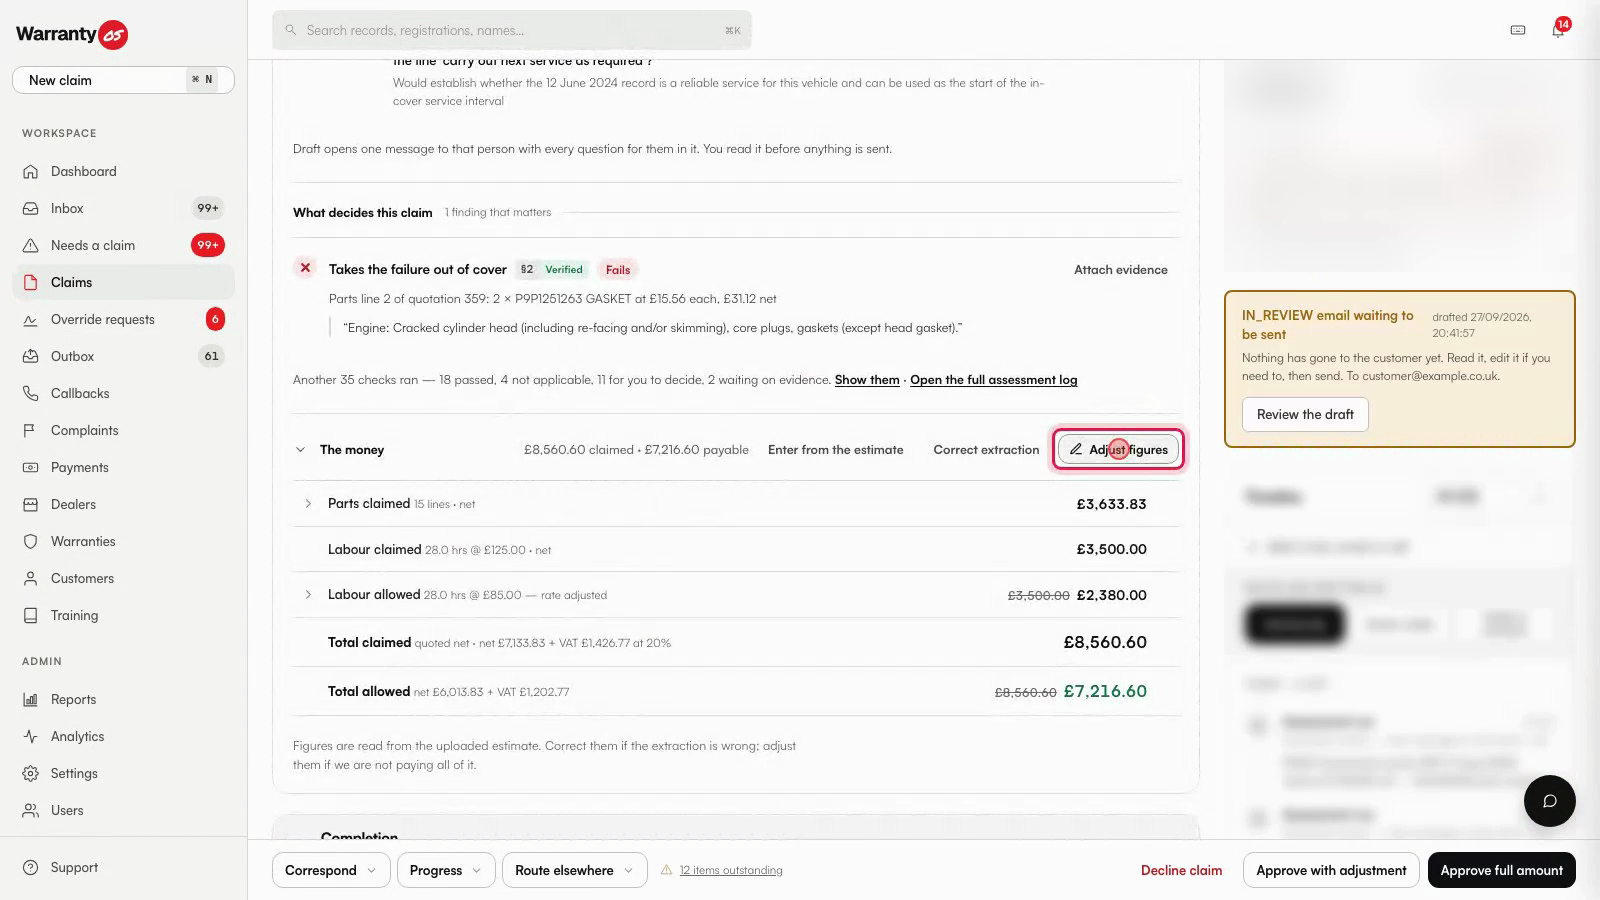 Warranty os
New claim ⌘ N
WORKSPACE
Dashboard
Inbox 99+
Needs a claim 99+
Claims
Override requests 6
Outbox 61
Callbacks
Complaints
Payments
Dealers
Warranties
Customers
Training
ADMIN
Reports
Analytics
Settings
Users
Support
Search records, registrations, names... ⌘K
14
the line 'carry out next service as required'?
Would establish whether the 12 June 2024 record is a reliable service for this vehicle and can be used as the start of the in-
cover service interval
Draft opens one message to that person with every question for them in it. You read it before anything is sent.
What decides this claim 1 finding that matters
Takes the failure out of cover §2 Verified Fails Attach evidence
Parts line 2 of quotation 359: 2 × P9P1251263 GASKET at £15.56 each, £31.12 net
“Engine: Cracked cylinder head (including re-facing and/or skimming), core plugs, gaskets (except head gasket).”
Another 35 checks ran — 18 passed, 4 not applicable, 11 for you to decide, 2 waiting on evidence. Show them · Open the full assessment log
The money £8,560.60 claimed · £7,216.60 payable Enter from the estimate Correct extraction Adjust figures
Parts claimed 15 lines · net £3,633.83
Labour claimed 28.0 hrs @ £125.00 · net £3,500.00
Labour allowed 28.0 hrs @ £85.00 — rate adjusted £3,500.00 £2,380.00
Total claimed quoted net · net £7,133.83 + VAT £1,426.77 at 20% £8,560.60
Total allowed net £6,013.83 + VAT £1,202.77 £8,560.60 £7,216.60
Figures are read from the uploaded estimate. Correct them if the extraction is wrong; adjust
them if we are not paying all of it.
Completion
IN_REVIEW email waiting to
be sent
drafted 27/09/2026,
20:41:57
Nothing has gone to the customer yet. Read it, edit it if you
need to, then send. To customer@example.co.uk.
Review the draft
Correspond Progress Route elsewhere 12 items outstanding Decline claim Approve with adjustment Approve full amount